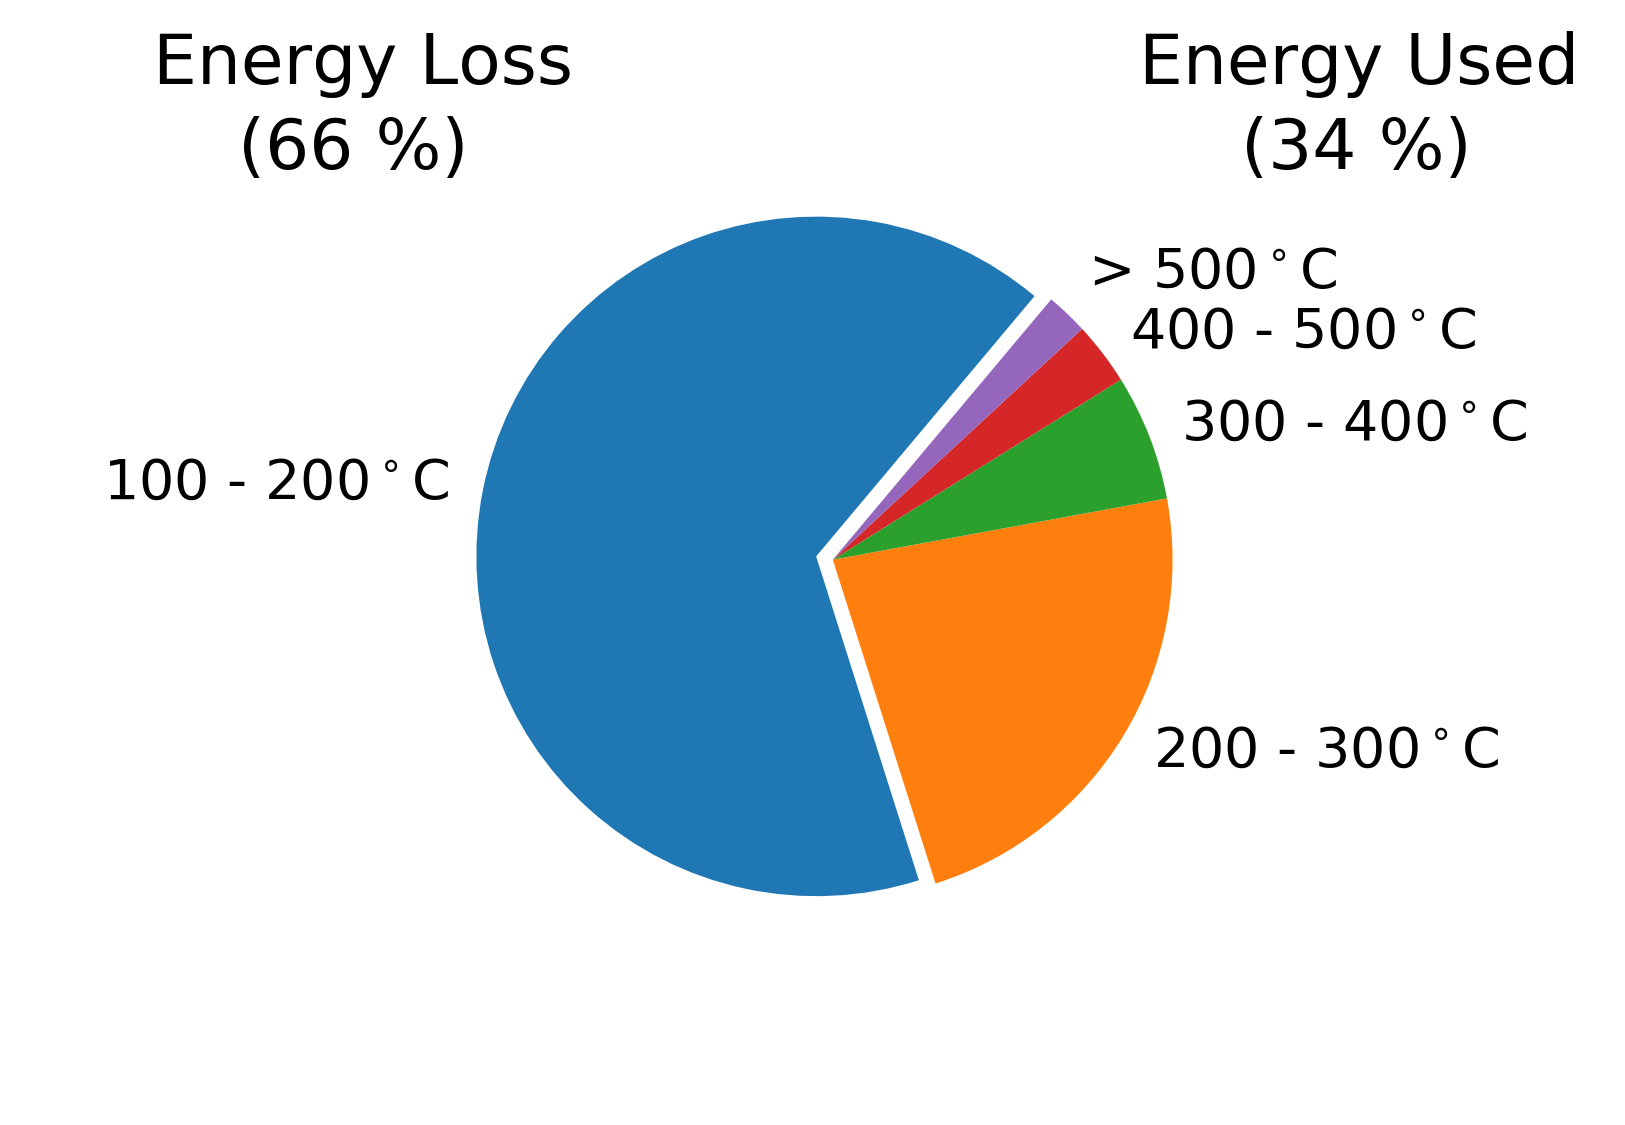 Energy Loss
(66 %)
Energy Used
(34 %)
> 500°C
400 - 500°C
300 - 400°C
100 - 200°C
200 - 300°C